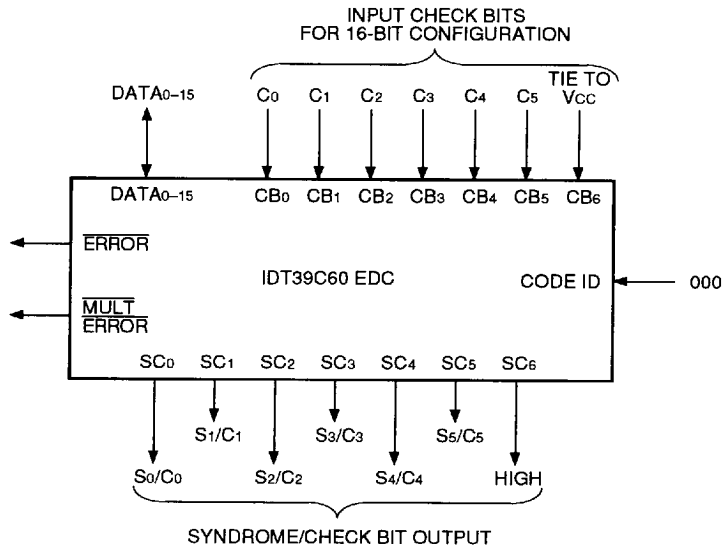 INPUT CHECK BITS
FOR 16-BIT CONFIGURATION
DATA0–15 C0 C1 C2 C3 C4 C5 TIE TO
VCC
DATA0–15 CB0 CB1 CB2 CB3 CB4 CB5 CB6
ERROR
IDT39C60 EDC CODE ID 000
MULT
ERROR
SC0 SC1 SC2 SC3 SC4 SC5 SC6
S1/C1 S3/C3 S5/C5
S0/C0 S2/C2 S4/C4 HIGH
SYNDROME/CHECK BIT OUTPUT